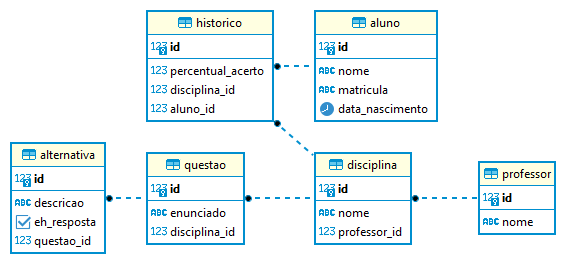 historico
123 id
123 percentual_acerto
123 disciplina_id
123 aluno_id
aluno
123 id
ABC nome
ABC matricula
data_nascimento
alternativa
123 id
ABC descricao
eh_resposta
123 questao_id
questao
123 id
123 enunciado
123 disciplina_id
disciplina
123 id
ABC nome
123 professor_id
professor
123 id
ABC nome